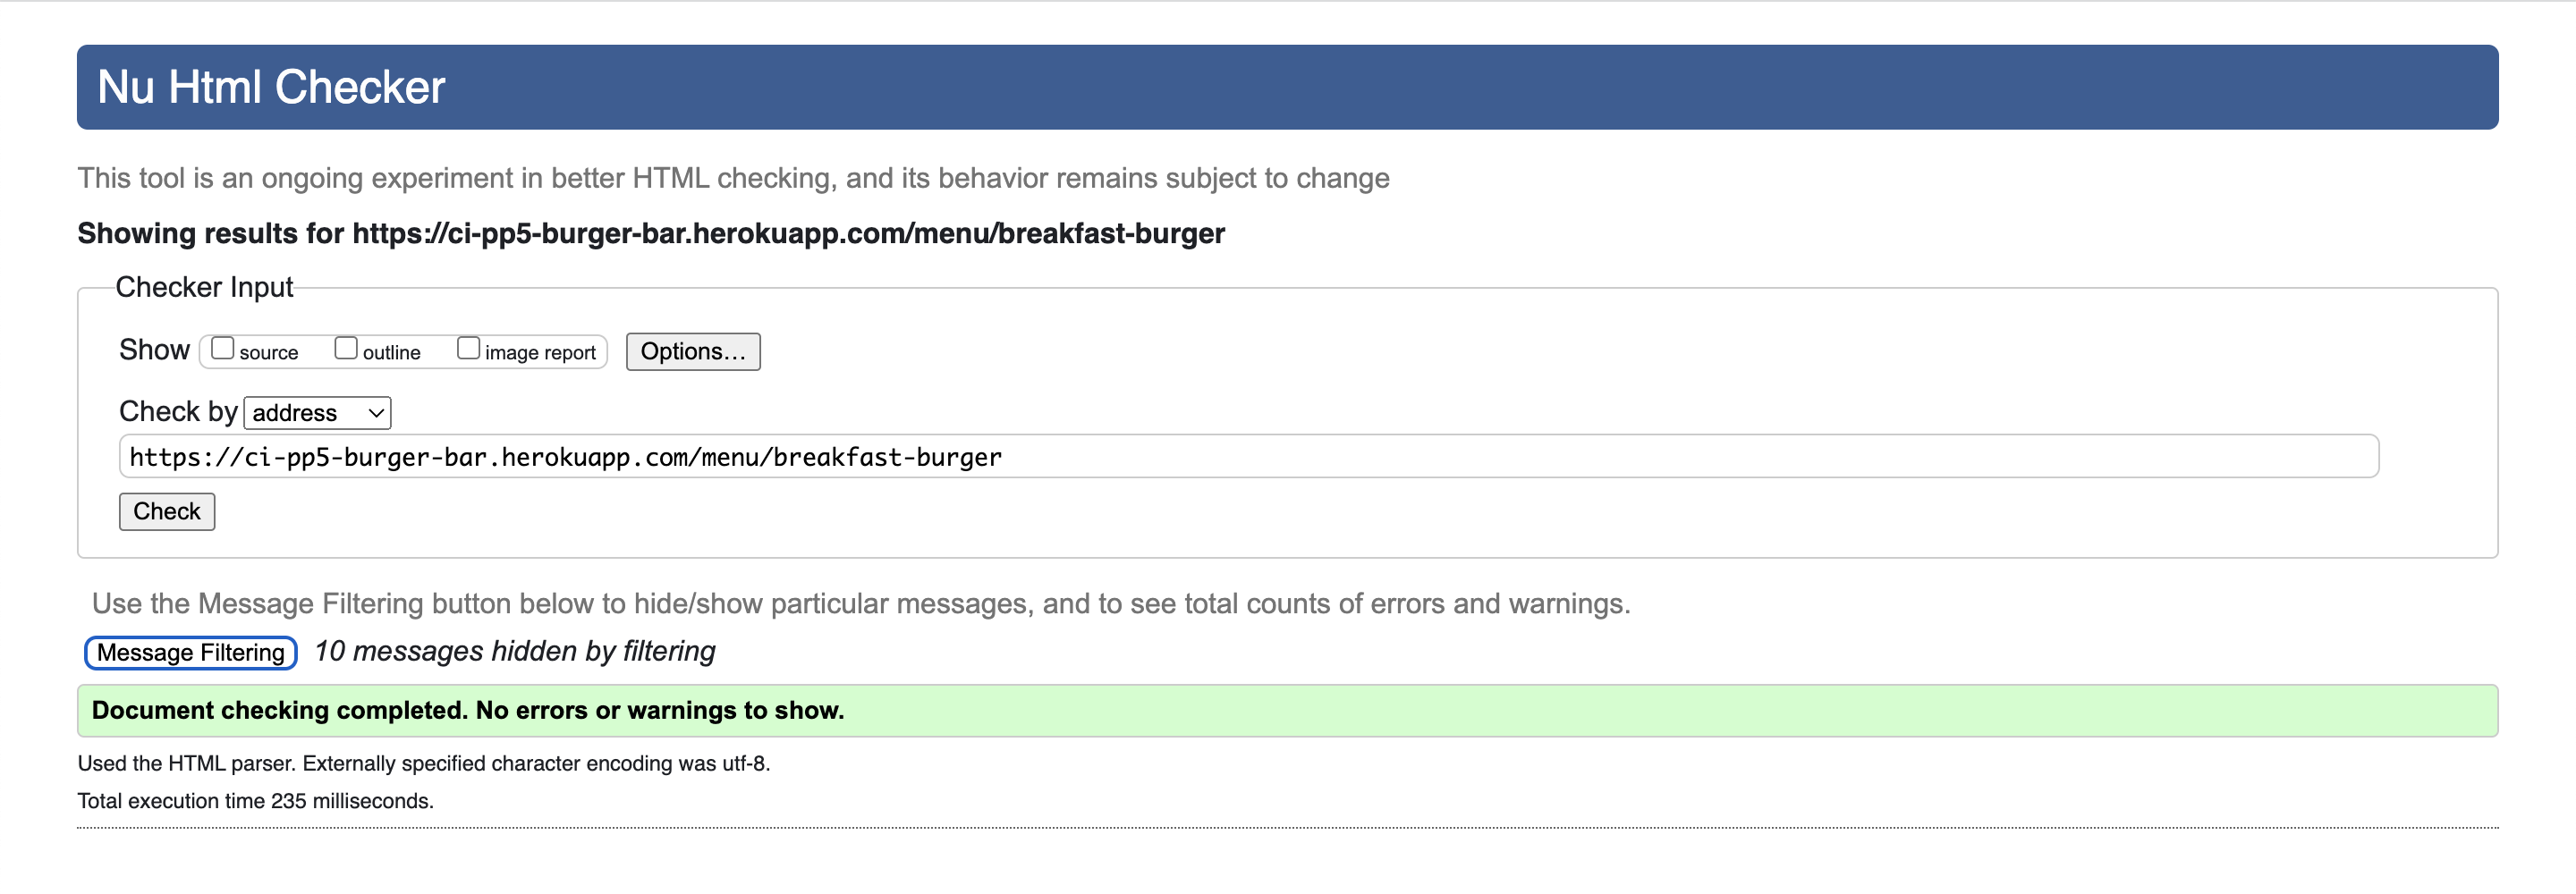 Nu Html Checker
This tool is an ongoing experiment in better HTML checking, and its behavior remains subject to change
Showing results for https://ci-pp5-burger-bar.herokuapp.com/menu/breakfast-burger
Checker Input
Show source outline image report Options...
Check by address
https://ci-pp5-burger-bar.herokuapp.com/menu/breakfast-burger
Check
Use the Message Filtering button below to hide/show particular messages, and to see total counts of errors and warnings.
Message Filtering 10 messages hidden by filtering
Document checking completed. No errors or warnings to show.
Used the HTML parser. Externally specified character encoding was utf-8.
Total execution time 235 milliseconds.